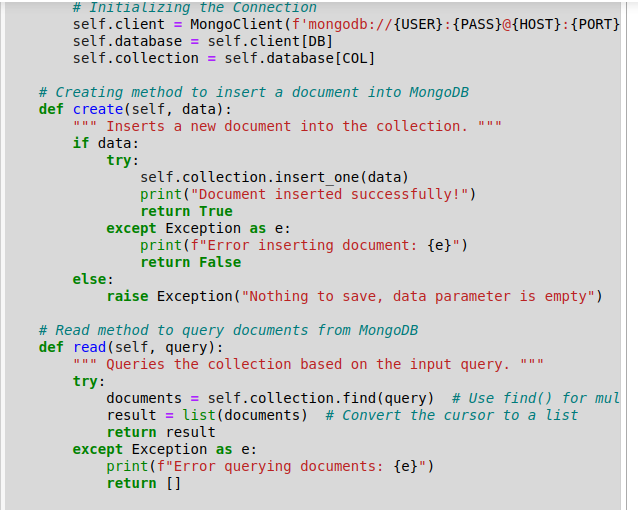 # Initializing the Connection
self.client = MongoClient(f'mongodb://{USER}:{PASS}@{HOST}:{PORT}
self.database = self.client[DB]
self.collection = self.database[COL]
# Creating method to insert a document into MongoDB
def create(self, data):
""" Inserts a new document into the collection. """
if data:
try:
self.collection.insert_one(data)
print("Document inserted successfully!")
return True
except Exception as e:
print(f"Error inserting document: {e}")
return False
else:
raise Exception("Nothing to save, data parameter is empty")
# Read method to query documents from MongoDB
def read(self, query):
""" Queries the collection based on the input query. """
try:
documents = self.collection.find(query)  # Use find() for mul
result = list(documents)  # Convert the cursor to a list
return result
except Exception as e:
print(f"Error querying documents: {e}")
return []